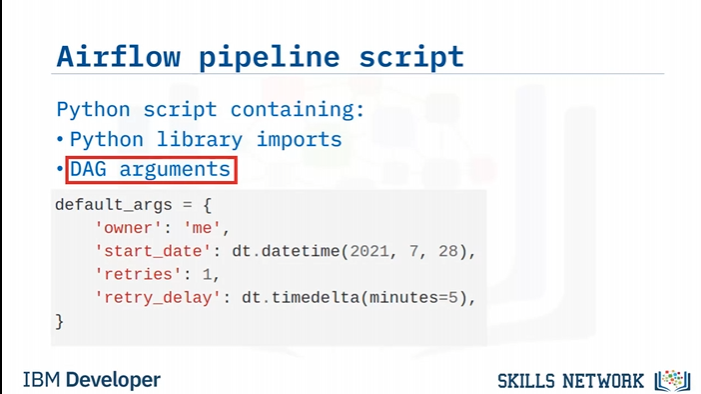 Airflow pipeline script
Python script containing:
• Python library imports
• DAG arguments
default_args = {
    'owner': 'me',
    'start_date': dt.datetime(2021, 7, 28),
    'retries': 1,
    'retry_delay': dt.timedelta(minutes=5),
}
IBM Developer
SKILLS NETWORK